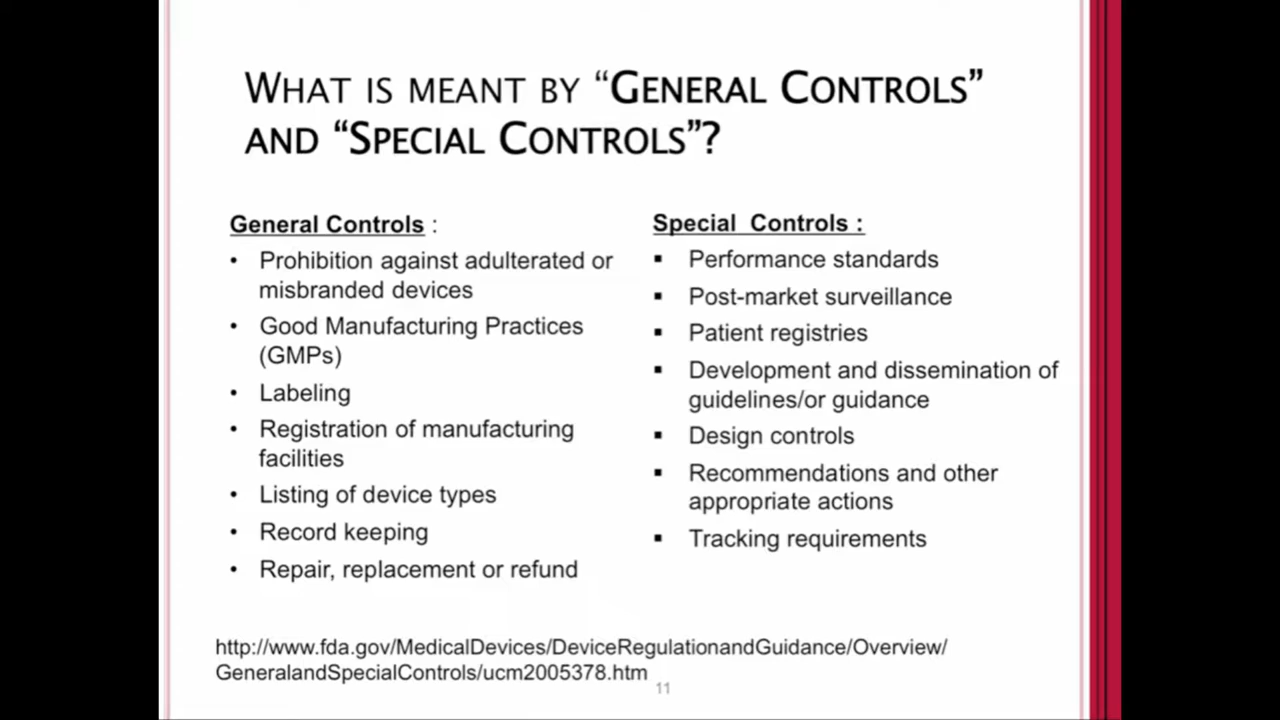 WHAT IS MEANT BY “GENERAL CONTROLS”
AND “SPECIAL CONTROLS”?
General Controls :
• Prohibition against adulterated or
misbranded devices
• Good Manufacturing Practices
(GMPs)
• Labeling
• Registration of manufacturing
facilities
• Listing of device types
• Record keeping
• Repair, replacement or refund
Special Controls :
▪ Performance standards
▪ Post-market surveillance
▪ Patient registries
▪ Development and dissemination of
guidelines/or guidance
▪ Design controls
▪ Recommendations and other
appropriate actions
▪ Tracking requirements
http://www.fda.gov/MedicalDevices/DeviceRegulationandGuidance/Overview/
GeneralandSpecialControls/ucm2005378.htm
11